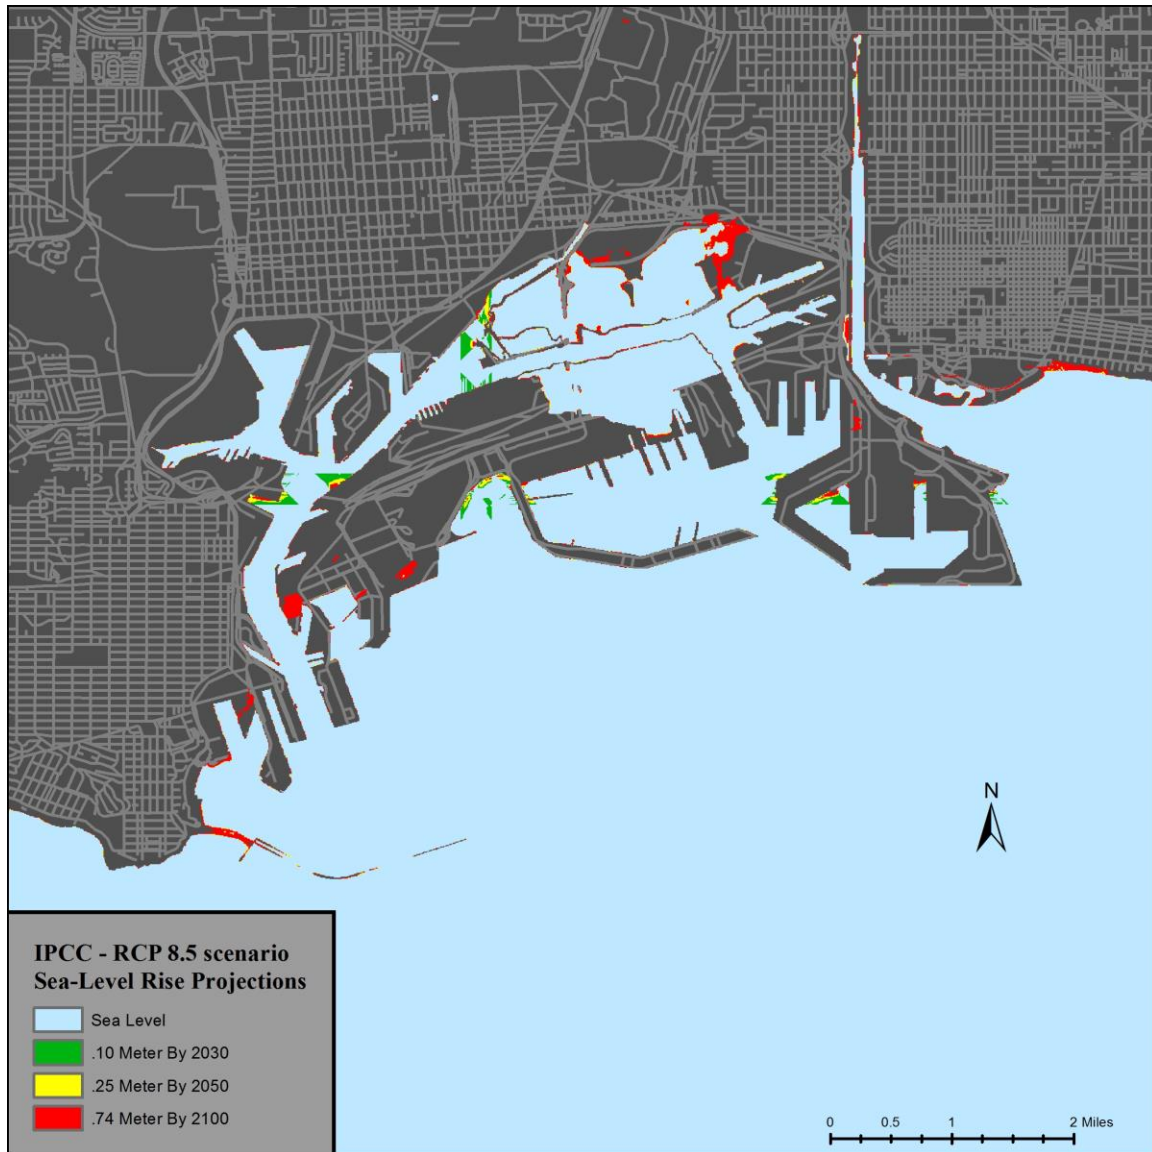 N
IPCC - RCP 8.5 scenario
Sea-Level Rise Projections
Sea Level
.10 Meter By 2030
.25 Meter By 2050
.74 Meter By 2100
0 0.5 1 2 Miles